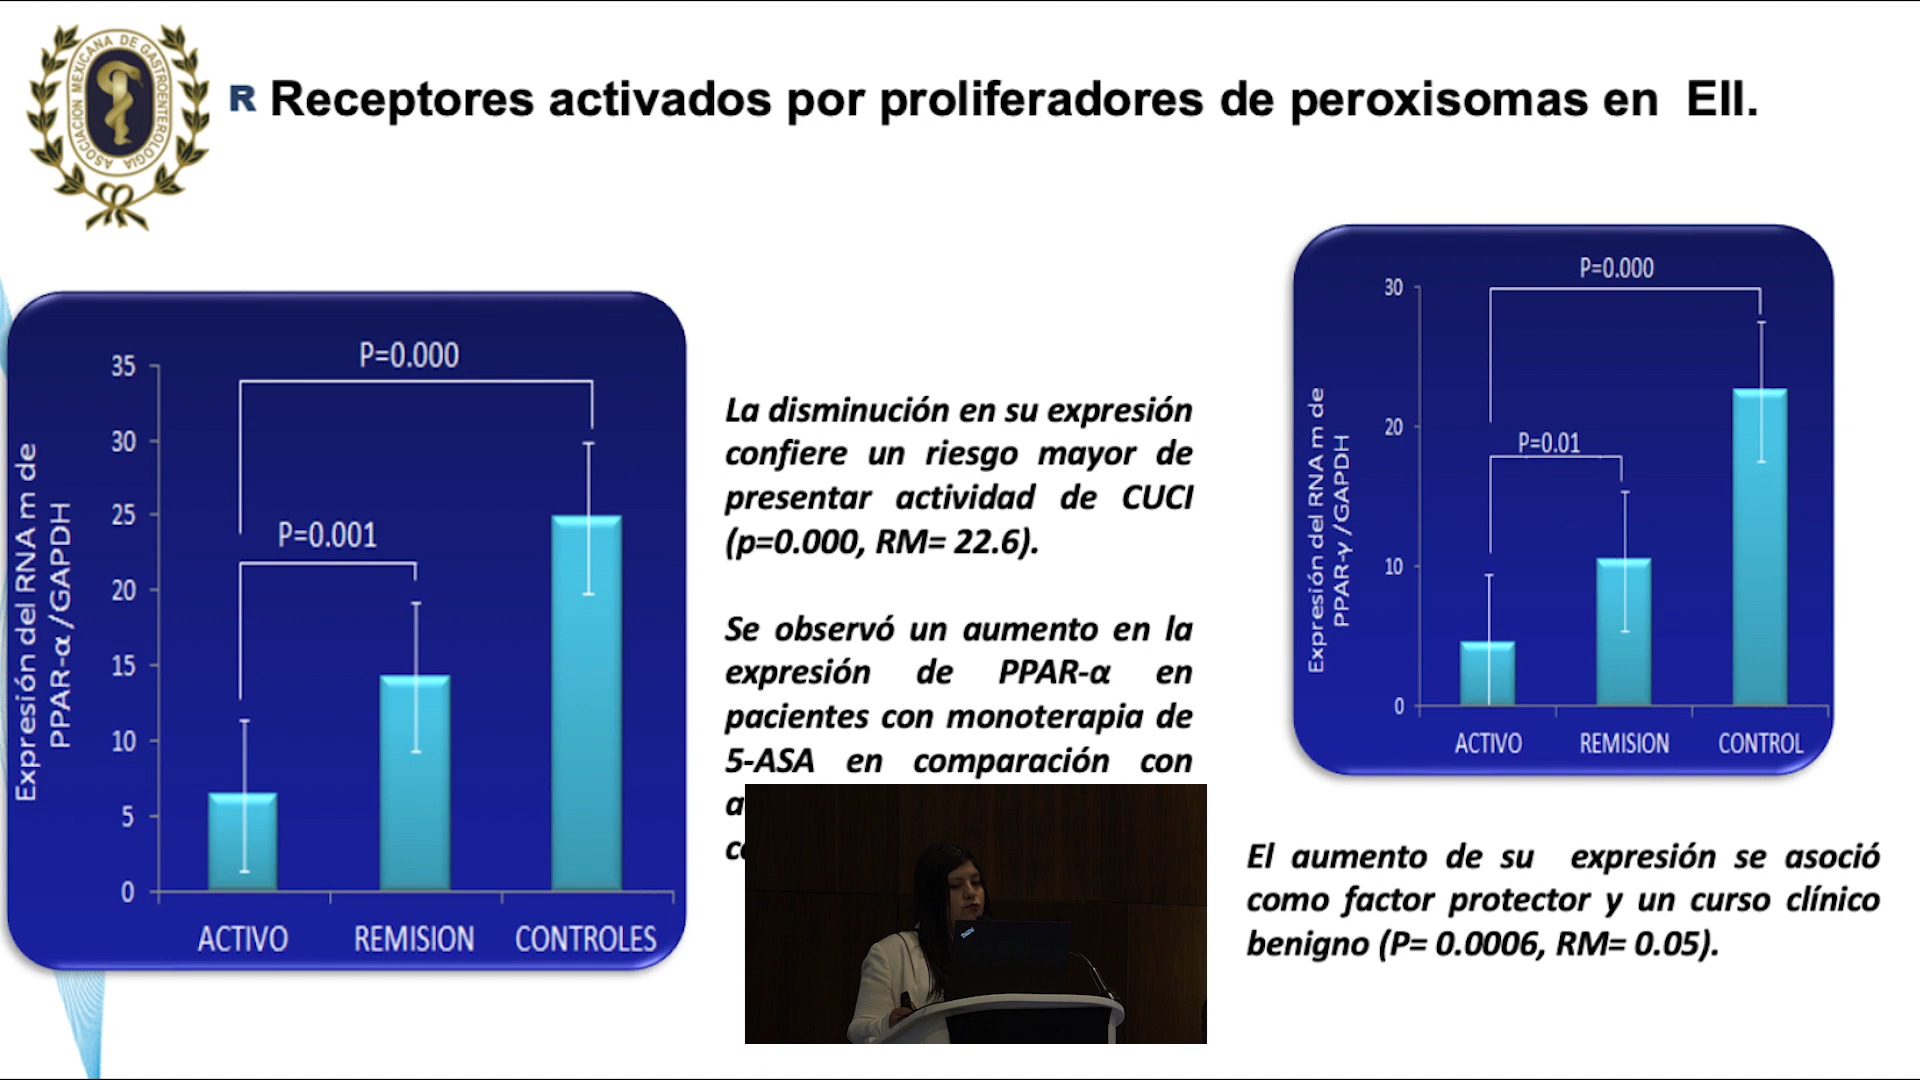 ASOCIACION MEXICANA DE GASTROENTEROLOGIA
R Receptores activados por proliferadores de peroxisomas en EII.
Expresión del RNA m de
PPAR-α /GAPDH
35
30
25
20
15
10
5
0
P=0.000
P=0.001
ACTIVO
REMISION
CONTROLES
La disminución en su expresión
confiere un riesgo mayor de
presentar actividad de CUCI
(p=0.000, RM= 22.6).
Se observó un aumento en la
expresión de PPAR-α en
pacientes con monoterapia de
5-ASA en comparación con
Expresión del RNA m de
PPAR-γ /GAPDH
30
20
10
0
P=0.000
P=0.01
ACTIVO
REMISION
CONTROL
El aumento de su expresión se asoció
como factor protector y un curso clínico
benigno (P= 0.0006, RM= 0.05).